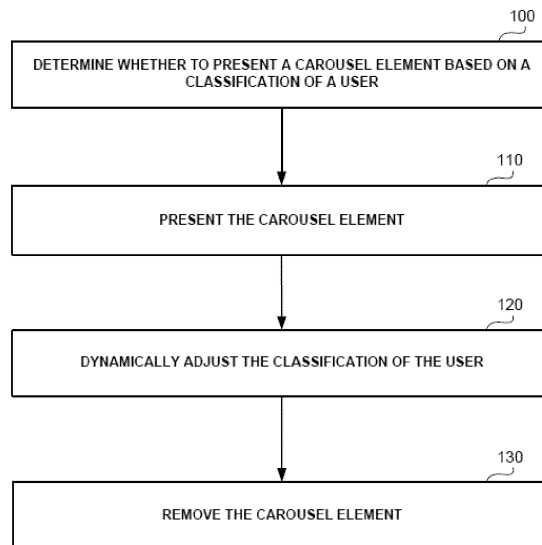 100
DETERMINE WHETHER TO PRESENT A CAROUSEL ELEMENT BASED ON A
CLASSIFICATION OF A USER
110
PRESENT THE CAROUSEL ELEMENT
120
DYNAMICALLY ADJUST THE CLASSIFICATION OF THE USER
130
REMOVE THE CAROUSEL ELEMENT